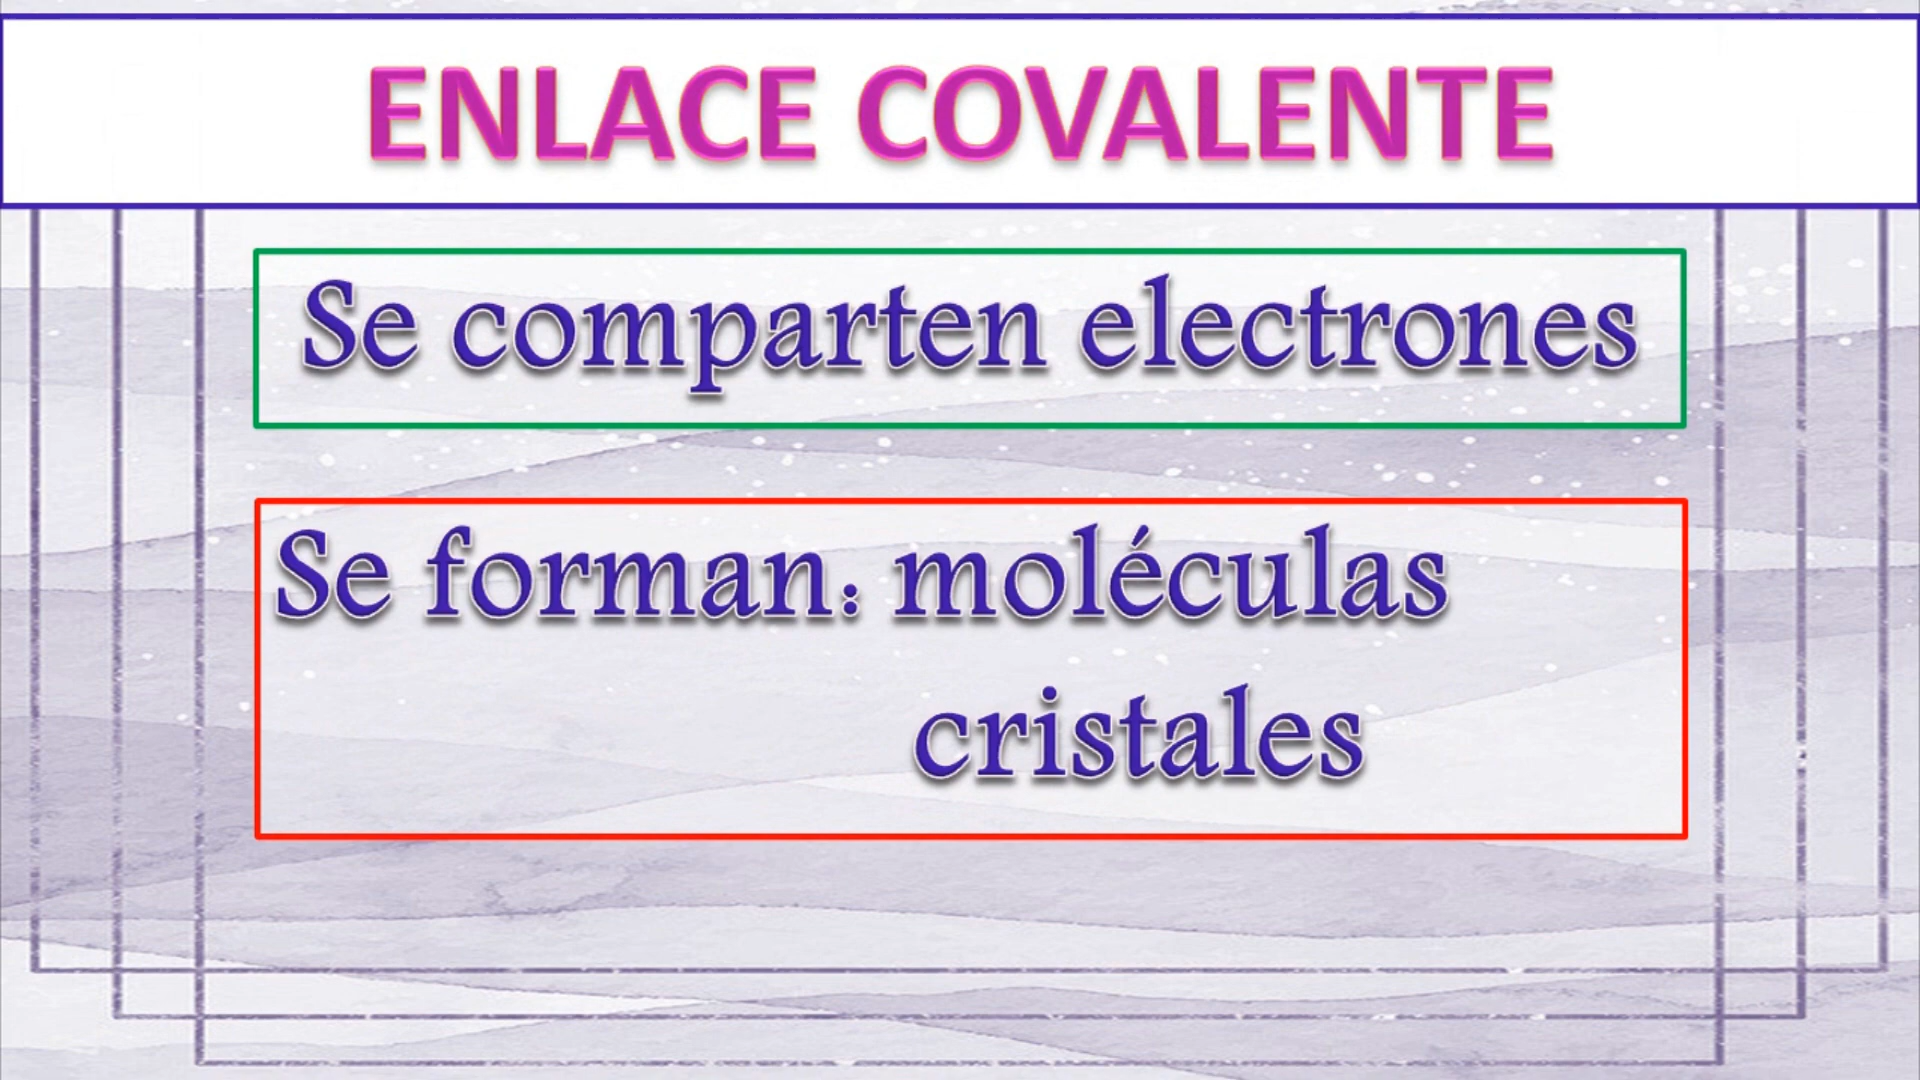 ENLACE COVALENTE
Se comparten electrones
Se forman: moléculas
cristales